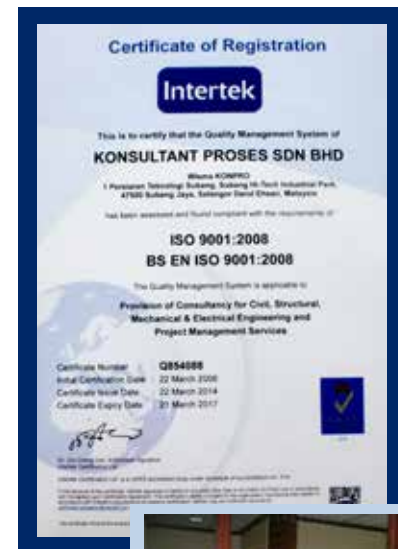 Certificate of Registration
Intertek
This is to certify that the Quality Management System of
KONSULTANT PROSES SDN BHD
Wisma KONPRO
1 Persiaran Teknologi Subang, Subang Hi-Tech Industrial Park,
47500 Subang Jaya, Selangor Darul Ehsan, Malaysia
has been assessed and found compliant with the requirements of
ISO 9001:2008
BS EN ISO 9001:2008
The Quality Management System is applicable to
Provision of Consultancy for Civil, Structural,
Mechanical & Electrical Engineering and
Project Management Services
Certificate Number Q854088
Initial Certification Date 22 March 2008
Certificate Issue Date 22 March 2014
Certificate Expiry Date 21 March 2017